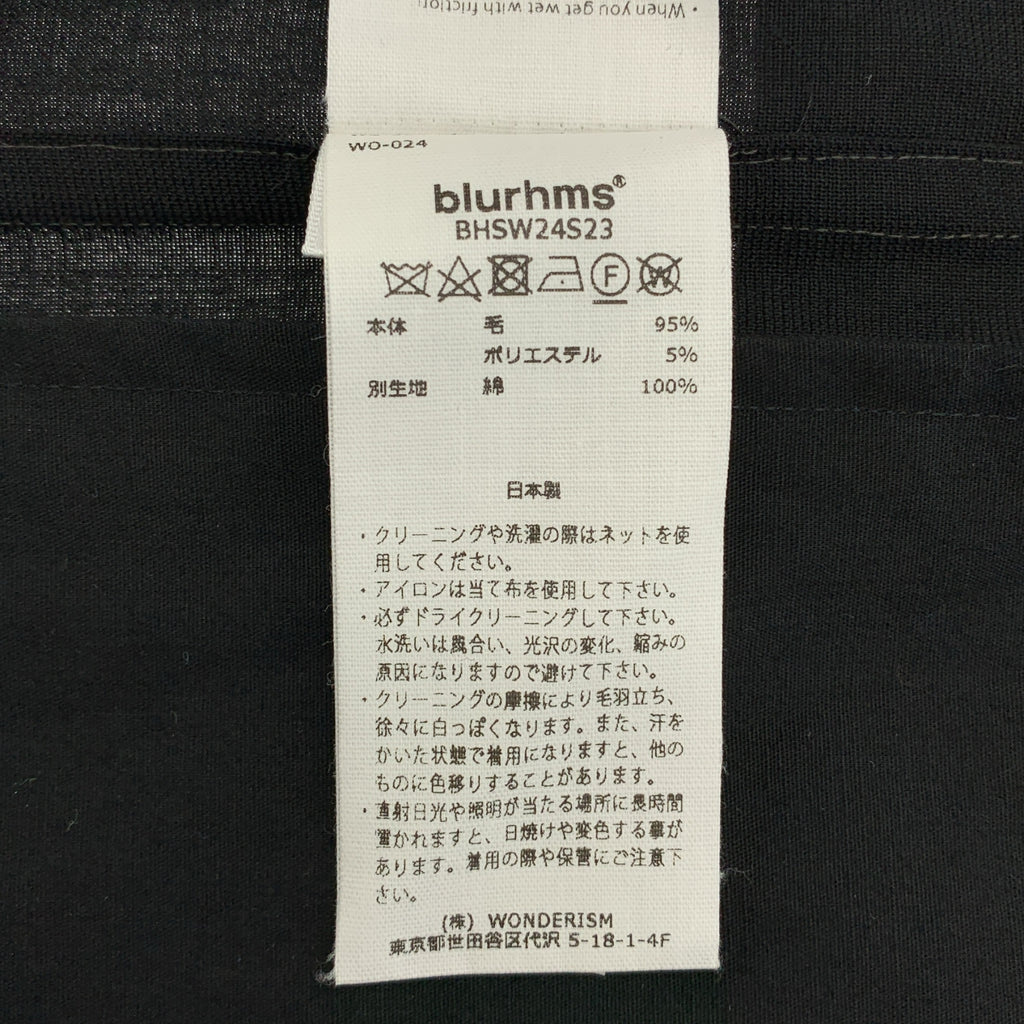 • When you get wet with friction
WO-024
blurhms®
BHSW24S23
F W
本体 毛 95%
ポリエステル 5%
別生地 綿 100%
日本製
・クリーニングや洗濯の際はネットを使
用してください。
・アイロンは当て布を使用して下さい。
・必ずドライクリーニングして下さい。
水洗いは風合い、光沢の変化、縮みの
原因になりますので避けて下さい。
・クリーニングの摩擦により毛羽立ち、
徐々に白っぽくなります。また、汗を
かいた状態で着用になりますと、他の
ものに色移りすることがあります。
・直射日光や照明が当たる場所に長時間
置かれますと、日焼けや変色する事が
あります。着用の際や保管にご注意下
さい。
(株) WONDERISM
東京都世田谷区代沢 5-18-1-4F